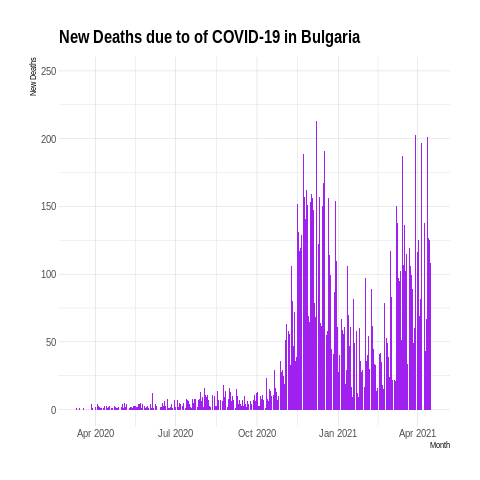 New Deaths due to of COVID-19 in Bulgaria
New Deaths
250
200
150
100
50
0
Apr 2020
Jul 2020
Oct 2020
Jan 2021
Apr 2021
Month